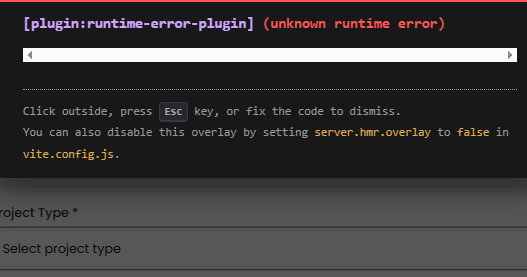 [plugin:runtime-error-plugin] (unknown runtime error)
Click outside, press Esc key, or fix the code to dismiss.
You can also disable this overlay by setting server.hmr.overlay to false in
vite.config.js.
roject Type *
Select project type